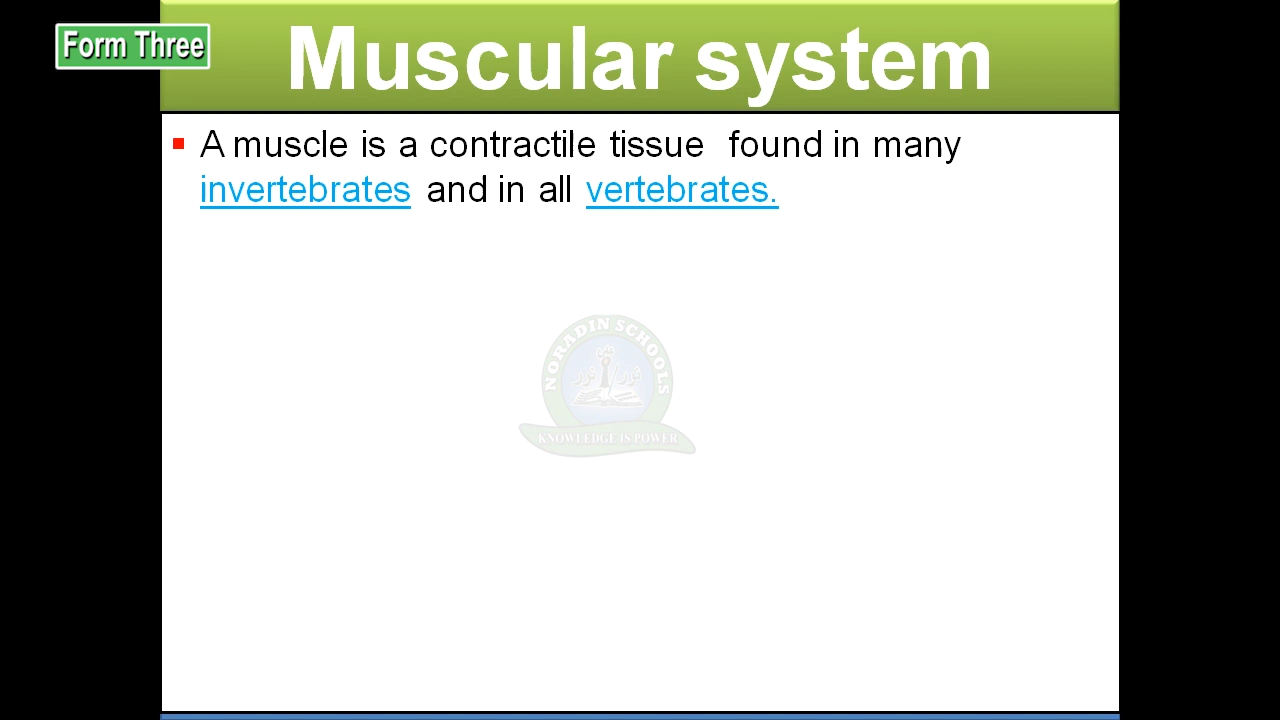 Form Three
Muscular system
A muscle is a contractile tissue found in many
invertebrates and in all vertebrates.
NORADIN SCHOOLS
KNOWLEDGE IS POWER